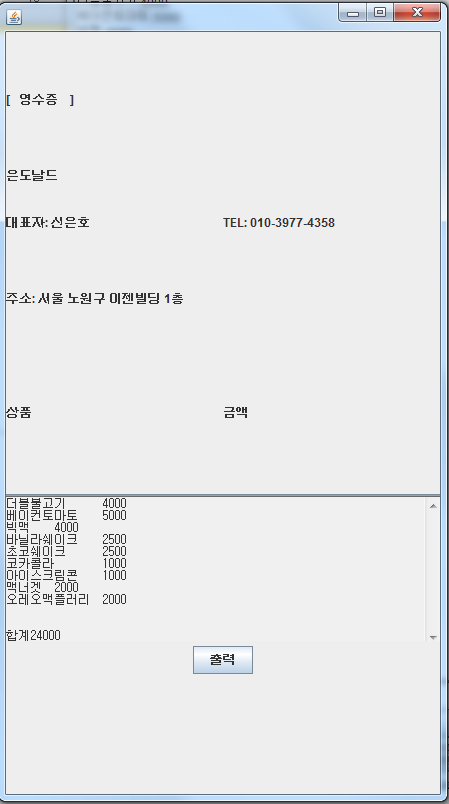 [ 영수증 ]
은도날드
대표자: 신은호 TEL: 010-3977-4358
주소: 서울 노원구 이젠빌딩 1층
상품 금액
더블불고기 4000
베이컨토마토 5000
빅맥 4000
바닐라쉐이크 2500
초코쉐이크 2500
코카콜라 1000
아이스크림콘 1000
맥너겟 2000
오레오맥플러리 2000
합계24000
출력